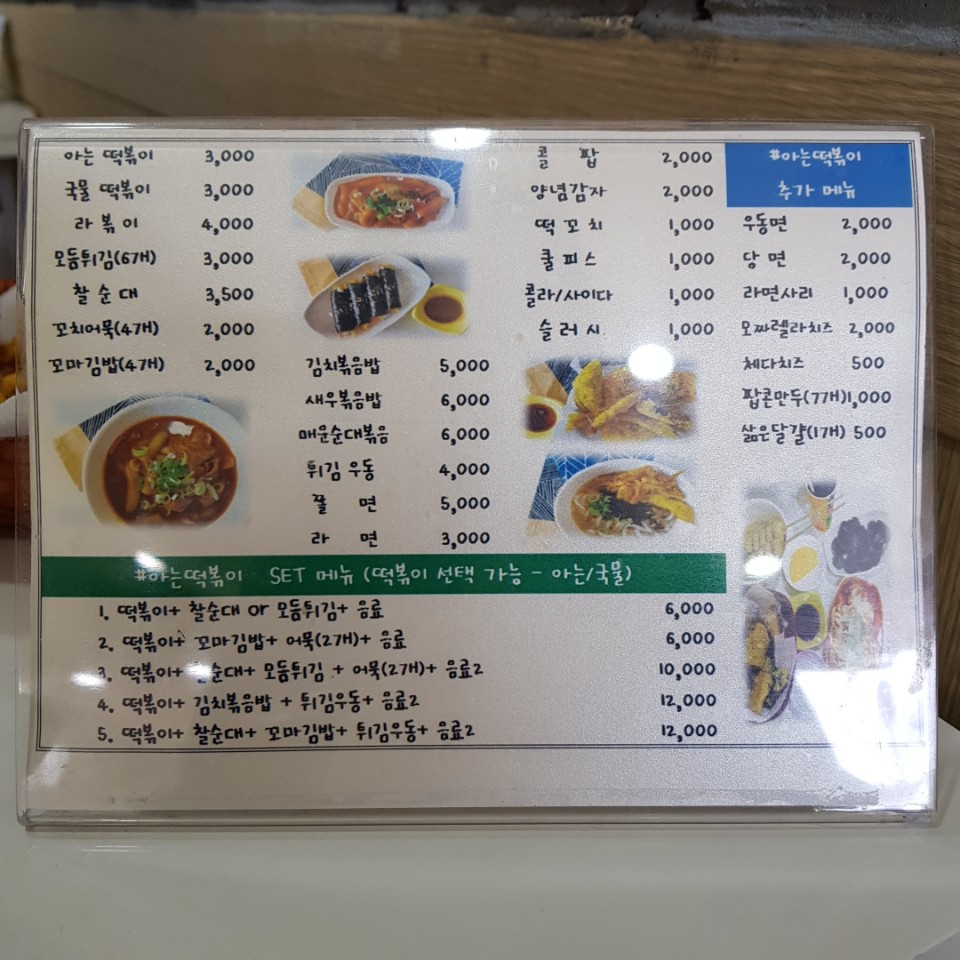 아는 떡볶이 3,000
국물 떡볶이 3,000
라볶이 4,000
모둠튀김(6개) 3,000
찰순대 3,500
꼬치어묵(4개) 2,000
꼬마김밥(4개) 2,000
김치볶음밥 5,000
새우볶음밥 6,000
매운순대볶음 6,000
튀김우동 4,000
쫄면 5,000
라면 3,000
콜팝 2,000
양념감자 2,000
떡꼬치 1,000
쿨피스 1,000
콜라/사이다 1,000
슬러시 1,000
#아는떡볶이
추가 메뉴
우동면 2,000
당면 2,000
라면사리 1,000
모짜렐라치즈 2,000
체다치즈 500
팝콘만두(7개) 1,000
삶은달걀(1개) 500
#아는떡볶이 SET 메뉴 (떡볶이 선택 가능 - 아는/국물)
1. 떡볶이+ 찰순대 or 모둠튀김+ 음료 6,000
2. 떡볶이+ 꼬마김밥+ 어묵(2개)+ 음료 6,000
3. 떡볶이+ 찰순대+ 모둠튀김 + 어묵(2개)+ 음료2 10,000
4. 떡볶이+ 김치볶음밥 + 튀김우동+ 음료2 12,000
5. 떡볶이+ 찰순대+ 꼬마김밥+ 튀김우동+ 음료2 12,000